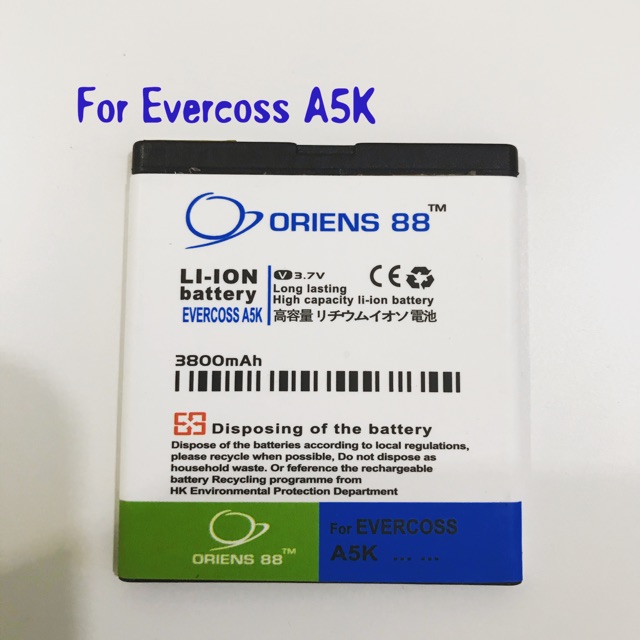 For Evercoss A5K
ORIENS 88™
LI-ION
battery
EVERCOSS A5K
V 3.7V
Long lasting
High capacity li-ion battery
高容量リチウムイオソ電池
3800mAh
Disposing of the battery
Dispose of the batteries according to local regulations,
please recycle when possible, Do not dispose as
household waste. Or reference the rechargeable
battery Recycling programme from
HK Environmental Protection Department
ORIENS 88™
For EVERCOSS
A5K ... ...